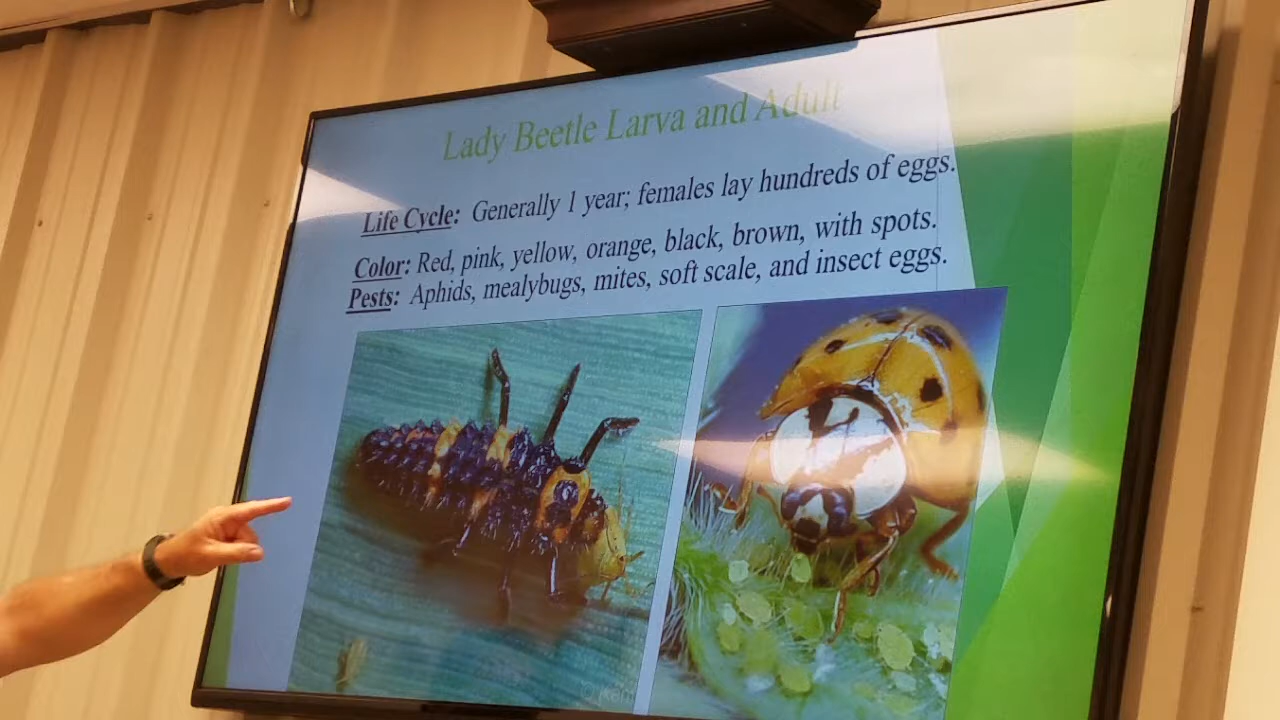 Lady Beetle Larva and Adult
Life Cycle: Generally 1 year; females lay hundreds of eggs.
Color: Red, pink, yellow, orange, black, brown, with spots.
Pests: Aphids, mealybugs, mites, soft scale, and insect eggs.